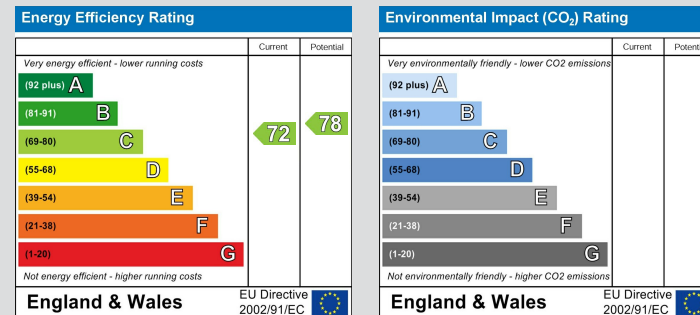 Energy Efficiency Rating
Current Potential
Very energy efficient - lower running costs
(92 plus) A
(81-91) B
(69-80) C
(55-68) D
(39-54) E
(21-38) F
(1-20) G
72
78
Not energy efficient - higher running costs
England & Wales
EU Directive
2002/91/EC
Environmental Impact (CO₂) Rating
Current Potent
Very environmentally friendly - lower CO2 emissions
(92 plus) A
(81-91) B
(69-80) C
(55-68) D
(39-54) E
(21-38) F
(1-20) G
Not environmentally friendly - higher CO2 emissions
England & Wales
EU Directive
2002/91/EC